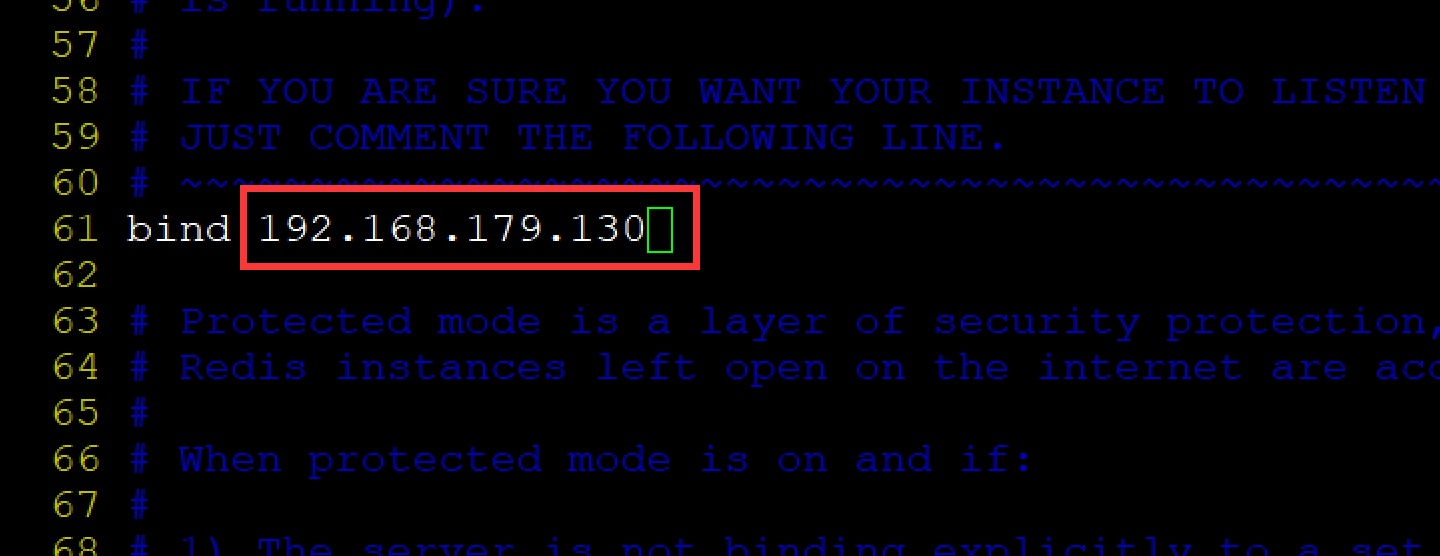 56 # is running).
57 #
58 # IF YOU ARE SURE YOU WANT YOUR INSTANCE TO LISTEN
59 # JUST COMMENT THE FOLLOWING LINE.
60 # ~~~~~~~~~~~~~~~~~~~~~~~~~~~~~~~~~~~~~~~~~~~~~~~~~
61 bind 192.168.179.130
62
63 # Protected mode is a layer of security protection,
64 # Redis instances left open on the internet are
65 #
66 # When protected mode is on and if:
67 #
68 # 1) The server is not binding explicitly to a set